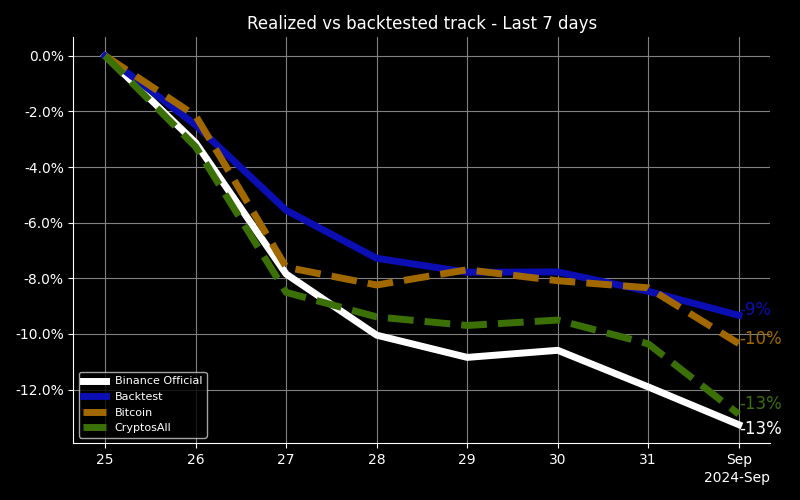 Realized vs backtested track - Last 7 days
0.0%
-2.0%
-4.0%
-6.0%
-8.0%
-10.0%
-12.0%
-9%
-10%
-13%
-13%
Binance Official
Backtest
Bitcoin
CryptosAll
25 26 27 28 29 30 31 Sep
2024-Sep